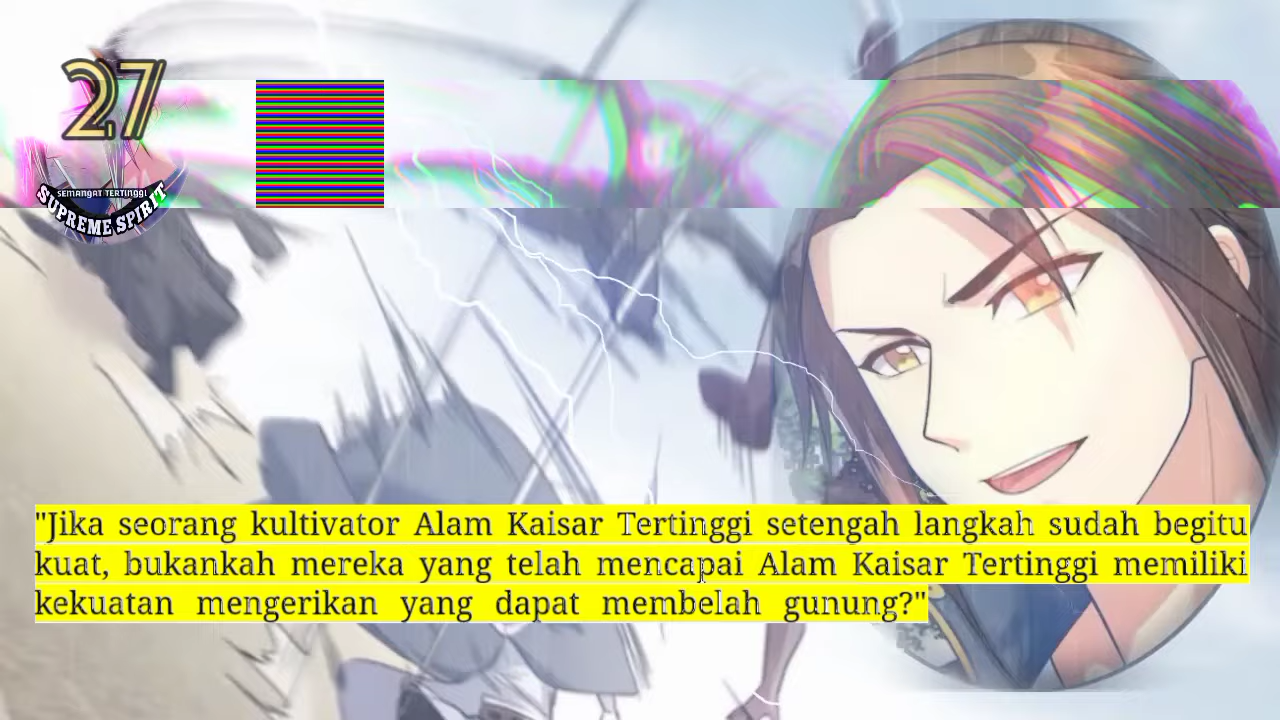 27
SEMANGAT TERTINGGI
SUPREME SPIRIT
"Jika seorang kultivator Alam Kaisar Tertinggi setengah langkah sudah begitu
kuat, bukankah mereka yang telah mencapai Alam Kaisar Tertinggi memiliki
kekuatan mengerikan yang dapat membelah gunung?"